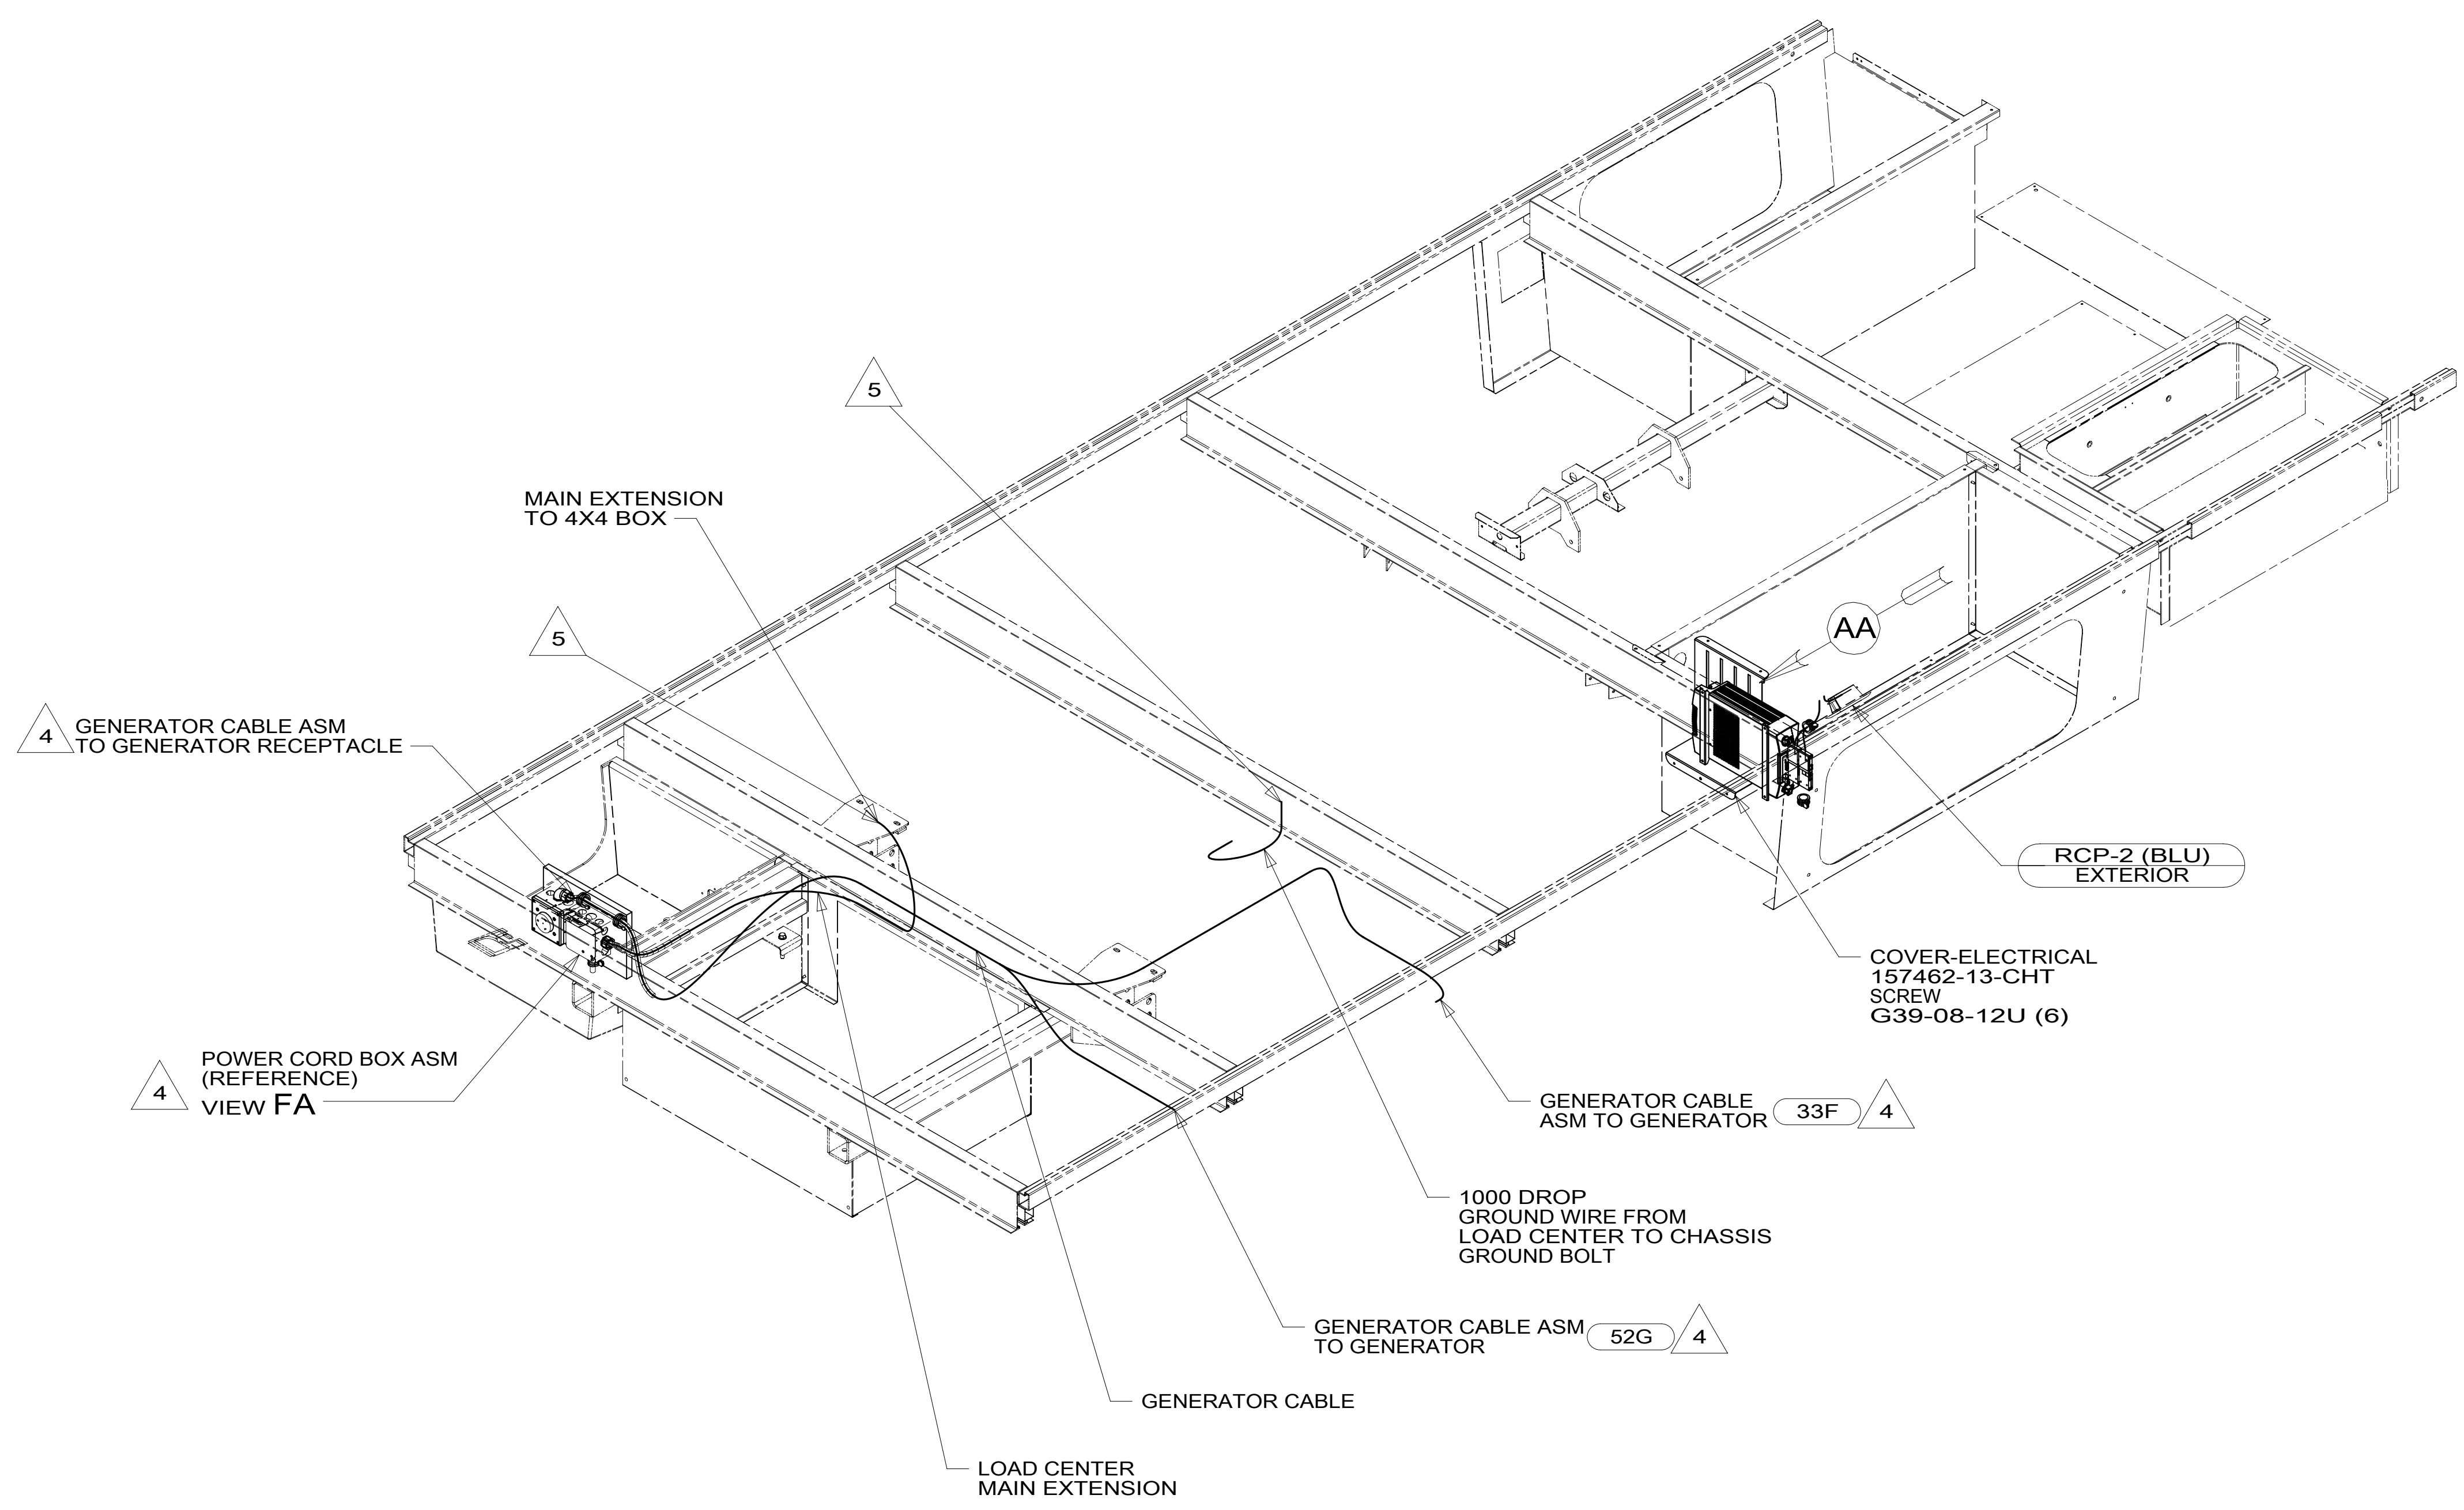 5
MAIN EXTENSION
TO 4X4 BOX
5
AA
4
GENERATOR CABLE ASM
TO GENERATOR RECEPTACLE
RCP-2 (BLU)
EXTERIOR
COVER-ELECTRICAL
157462-13-CHT
SCREW
G39-08-12U (6)
4
POWER CORD BOX ASM
(REFERENCE)
VIEW FA
GENERATOR CABLE
ASM TO GENERATOR
33F
4
1000 DROP
GROUND WIRE FROM
LOAD CENTER TO CHASSIS
GROUND BOLT
GENERATOR CABLE ASM
TO GENERATOR
52G
4
GENERATOR CABLE
LOAD CENTER
MAIN EXTENSION